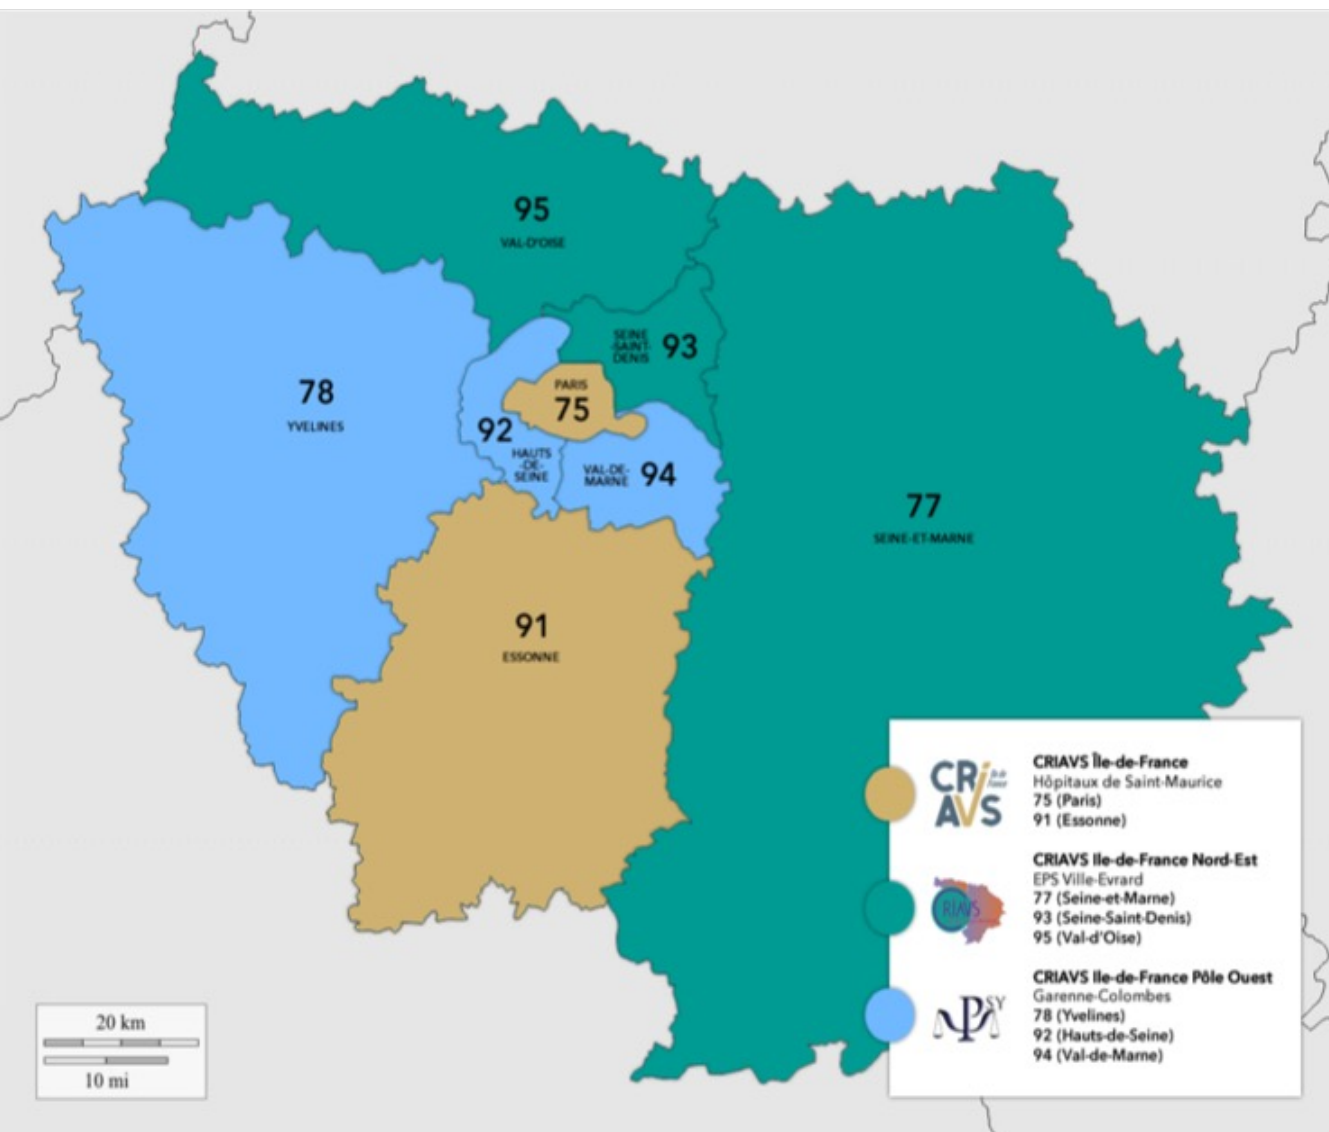 95
VAL-D'OISE
SEINE
-SAINT-
DENIS
93
78
YVELINES
PARIS
75
92
HAUTS
-DE-
SEINE
VAL-DE-
MARNE
94
77
SEINE-ET-MARNE
91
ESSONNE
CRiAVS
CRIAVS Île-de-France
Hôpitaux de Saint-Maurice
75 (Paris)
91 (Essonne)
RIAVS
CRIAVS Ile-de-France Nord-Est
EPS Ville-Evrard
77 (Seine-et-Marne)
93 (Seine-Saint-Denis)
95 (Val-d'Oise)
ΨSY
CRIAVS Ile-de-France Pôle Ouest
Garenne-Colombes
78 (Yvelines)
92 (Hauts-de-Seine)
94 (Val-de-Marne)
20 km
10 mi